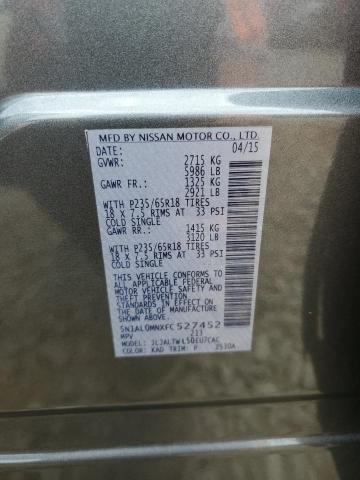 MFD BY NISSAN MOTOR CO., LTD.
DATE: 04/15
GVWR: 2715 KG
5986 LB
GAWR FR.: 1325 KG
2921 LB
WITH P235/65R18 TIRES
18 X 7.5 RIMS AT 33 PSI
COLD SINGLE
GAWR RR.: 1415 KG
3120 LB
WITH P235/65R18 TIRES
18 X 7.5 RIMS AT 33 PSI
COLD SINGLE
THIS VEHICLE CONFORMS TO
ALL APPLICABLE FEDERAL
MOTOR VEHICLE SAFETY
STANDARDS IN EFFECT
ON THE DATE OF
MANUFACTURE SHOWN ABOVE.
5N1AL0MNXFC527452
MPV 213
MODEL: JLJALTWL50EU7CAC
COLOR: KAD TRIM: P 2530A